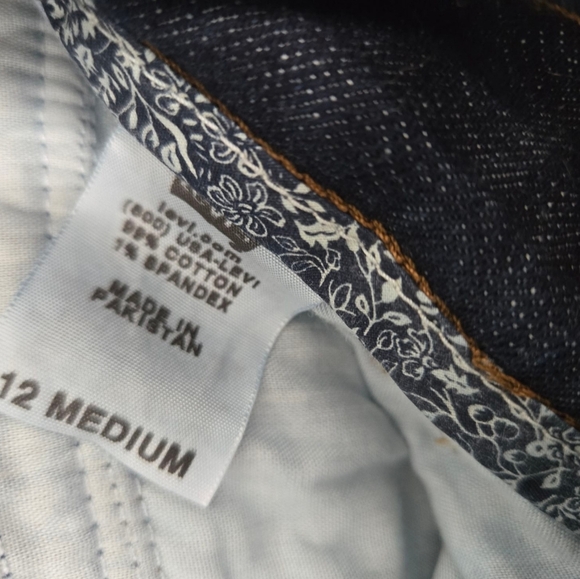 levi.com
(800) USA-LEVI
99% COTTON
1% SPANDEX
MADE IN
PAKISTAN
12 MEDIUM